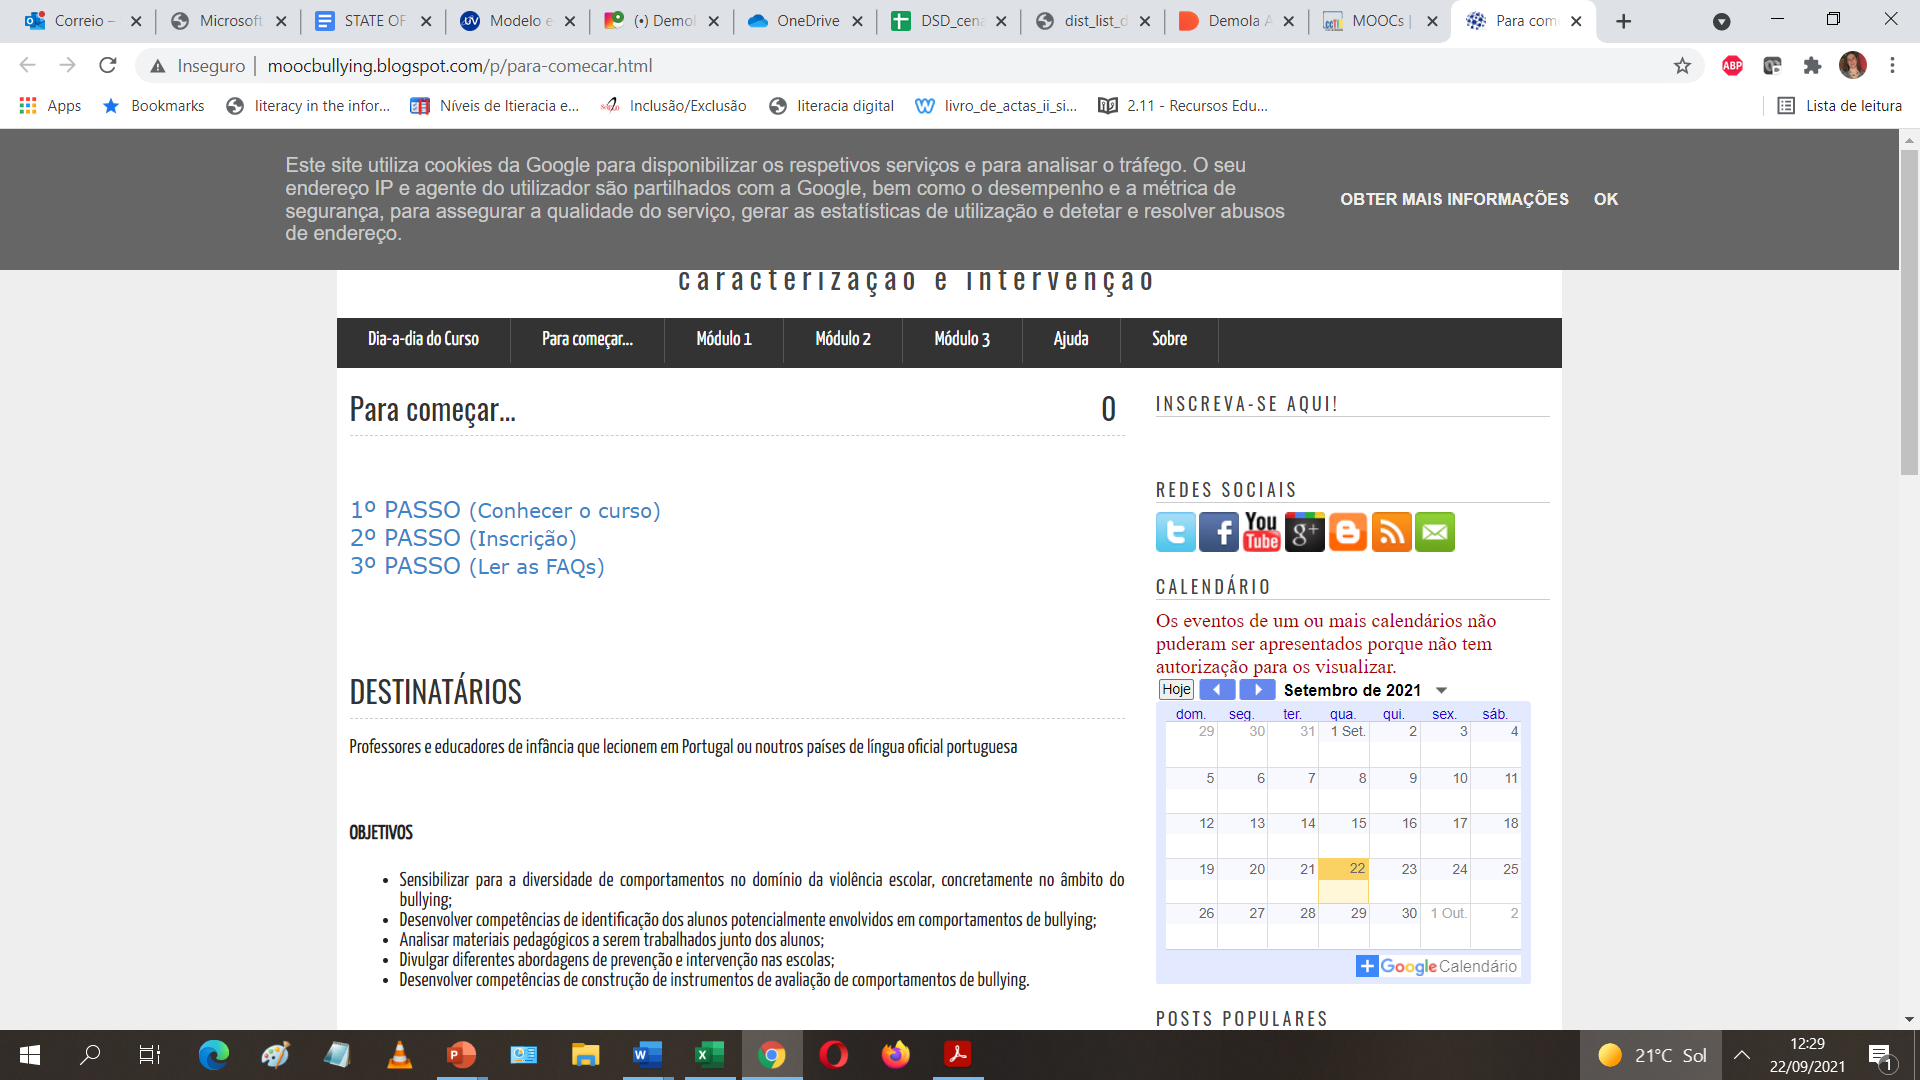 Correio –
Microsoft
STATE OF
Modelo e
(•) Demol
OneDrive
DSD_cena
dist_list_d
Demola A
MOOCs |
Para com
Inseguro | moocbullying.blogspot.com/p/para-comecar.html
ABP
Apps
Bookmarks
literacy in the infor...
Níveis de ltieracia e...
Inclusão/Exclusão
literacia digital
livro_de_actas_ii_si...
2.11 - Recursos Edu...
Lista de leitura
Este site utiliza cookies da Google para disponibilizar os respetivos serviços e para analisar o tráfego. O seu
endereço IP e agente do utilizador são partilhados com a Google, bem como o desempenho e a métrica de
segurança, para assegurar a qualidade do serviço, gerar as estatísticas de utilização e detetar e resolver abusos
de endereço.
OBTER MAIS INFORMAÇÕES OK
caracterização e intervenção
Dia-a-dia do Curso
Para começar...
Módulo 1
Módulo 2
Módulo 3
Ajuda
Sobre
Para começar...
0
1º PASSO (Conhecer o curso)
2º PASSO (Inscrição)
3º PASSO (Ler as FAQs)
DESTINATÁRIOS
Professores e educadores de infância que lecionem em Portugal ou noutros países de língua oficial portuguesa
OBJETIVOS
• Sensibilizar para a diversidade de comportamentos no domínio da violência escolar, concretamente no âmbito do
bullying;
• Desenvolver competências de identificação dos alunos potencialmente envolvidos em comportamentos de bullying;
• Analisar materiais pedagógicos a serem trabalhados junto dos alunos;
• Divulgar diferentes abordagens de prevenção e intervenção nas escolas;
• Desenvolver competências de construção de instrumentos de avaliação de comportamentos de bullying.
INSCREVA-SE AQUI!
REDES SOCIAIS
You
Tube
g+
CALENDÁRIO
Os eventos de um ou mais calendários não
puderam ser apresentados porque não tem
autorização para os visualizar.
Hoje
Setembro de 2021
dom. seg. ter. qua. qui. sex. sáb.
29 30 31 1 Set. 2 3 4
5 6 7 8 9 10 11
12 13 14 15 16 17 18
19 20 21 22 23 24 25
26 27 28 29 30 1 Out. 2
Google Calendário
POSTS POPULARES
21°C Sol
12:29
22/09/2021
1